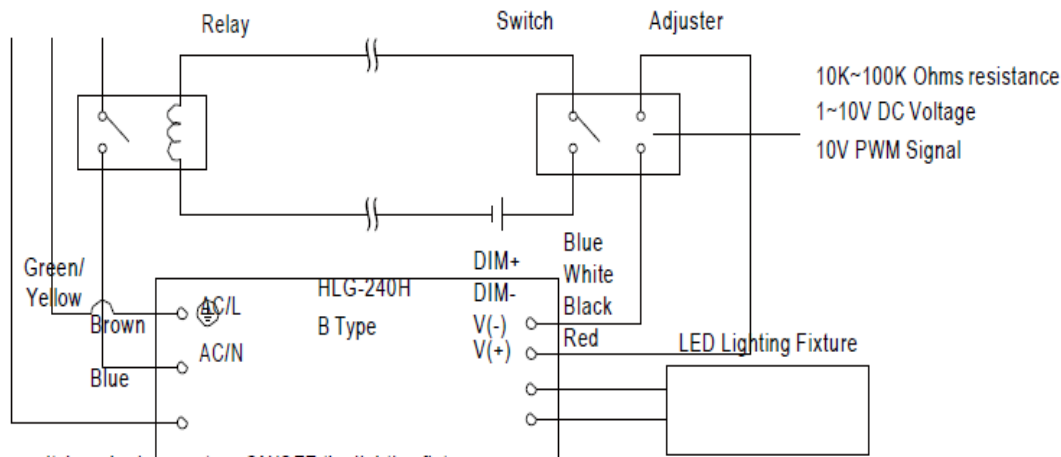 Relay
Switch
Adjuster
10K~100K Ohms resistance
1~10V DC Voltage
10V PWM Signal
Green/
Yellow
Brown
Blue
AC/L
AC/N
HLG-240H
B Type
DIM+
DIM-
V(-)
V(+)
Blue
White
Black
Red
LED Lighting Fixture